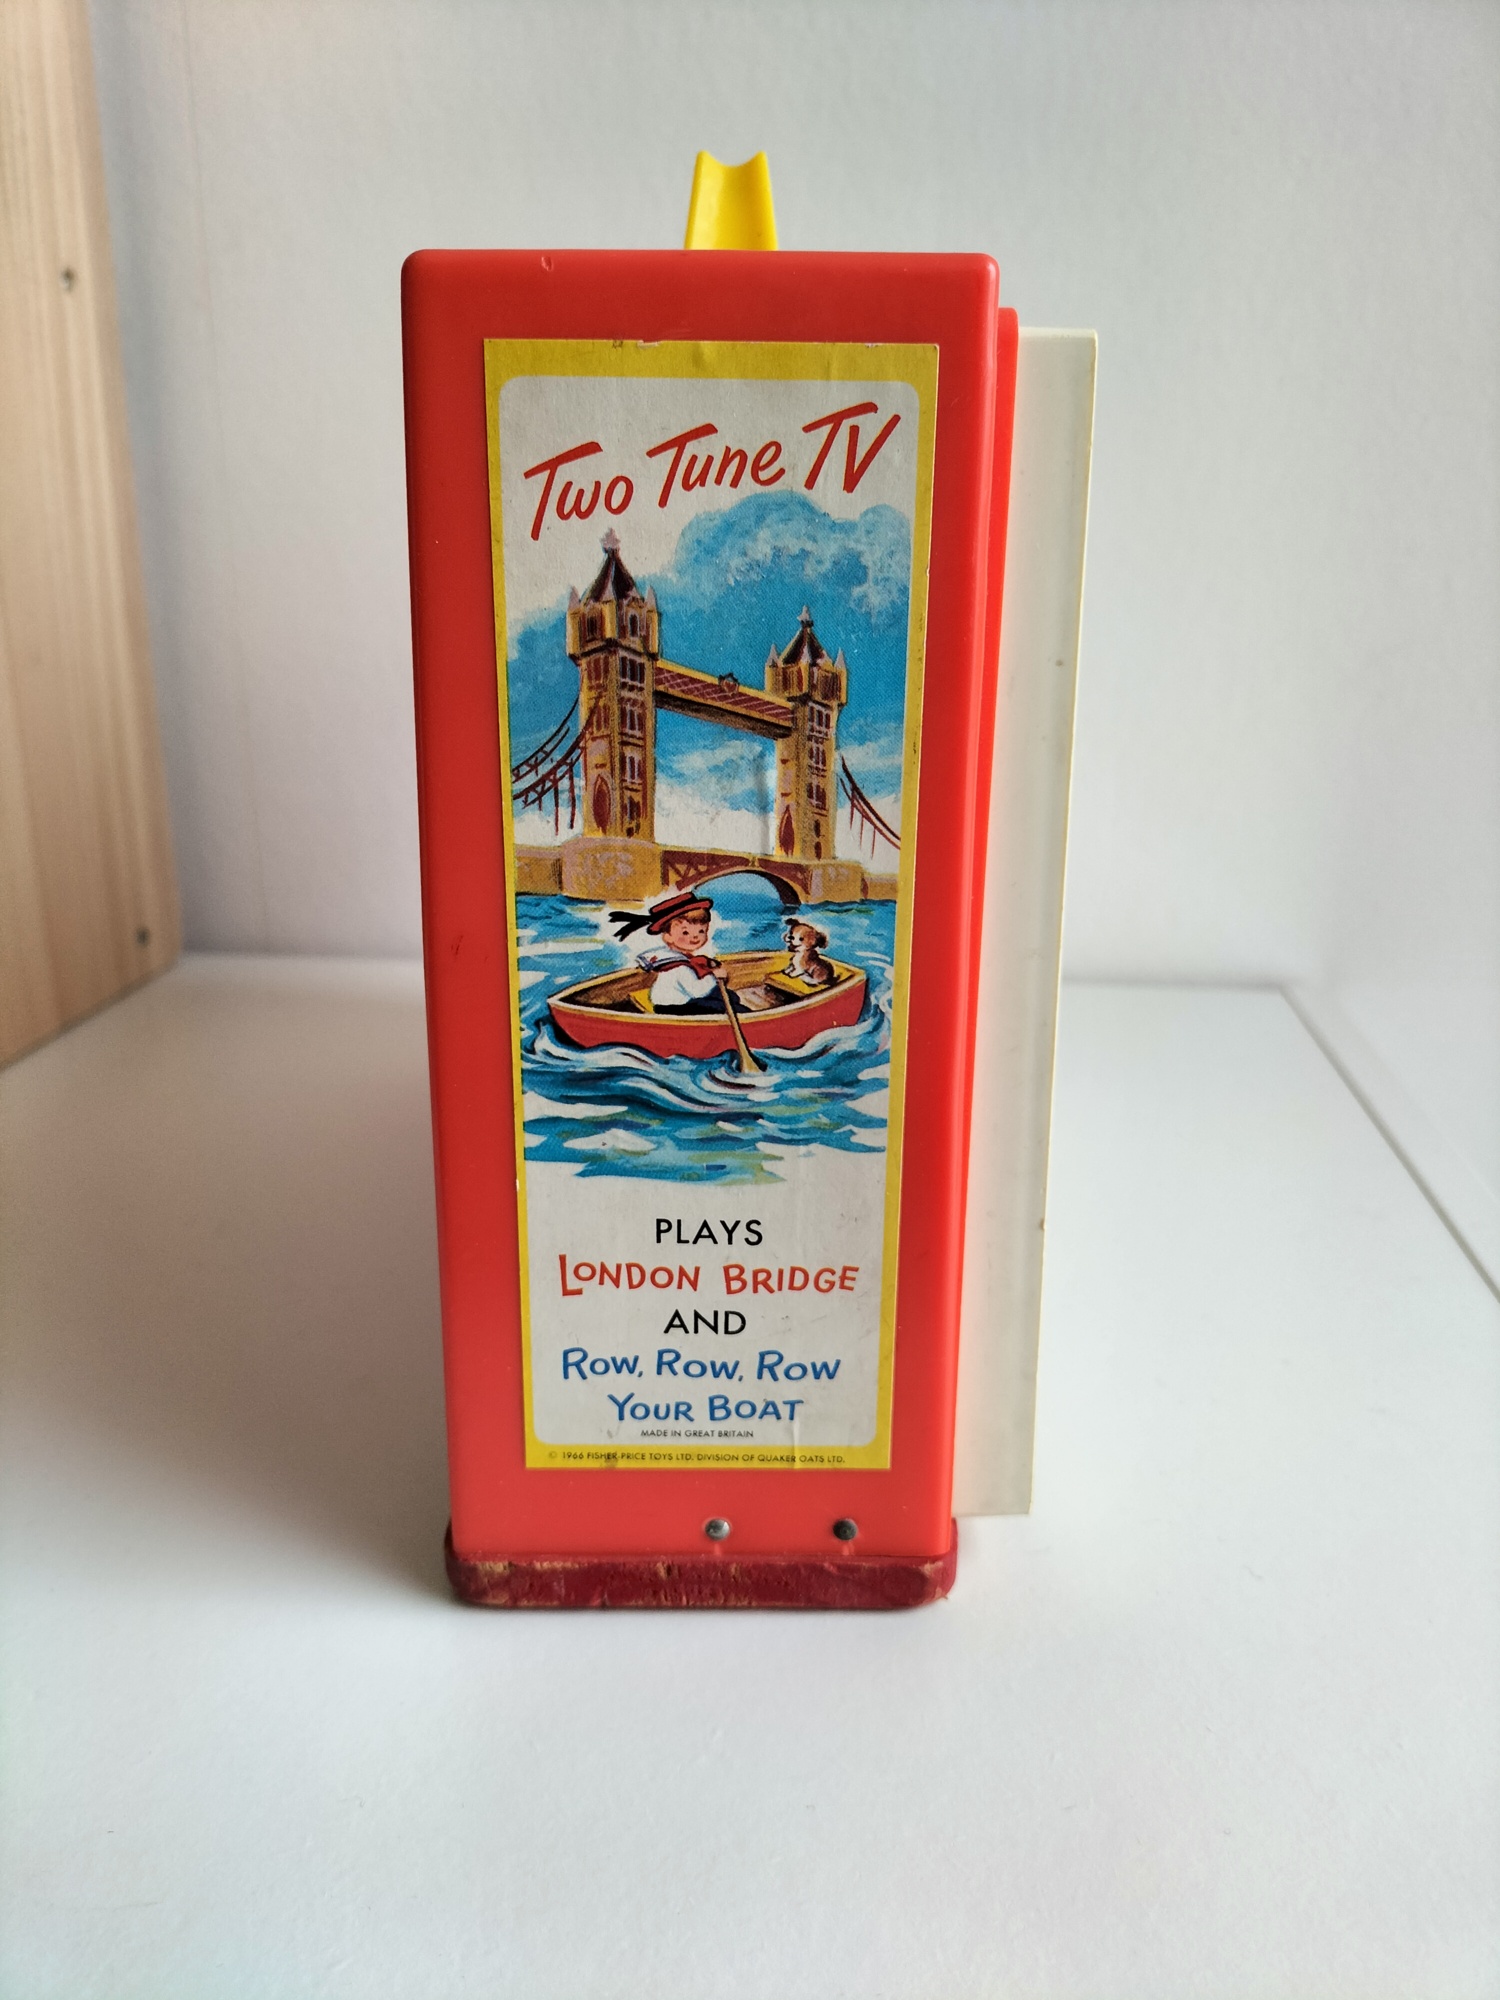 Two Tune TV
PLAYS
LONDON BRIDGE
AND
ROW, ROW, ROW
YOUR BOAT
MADE IN GREAT BRITAIN
© 1966 FISHER-PRICE TOYS LTD. DIVISION OF QUAKER OATS LTD.